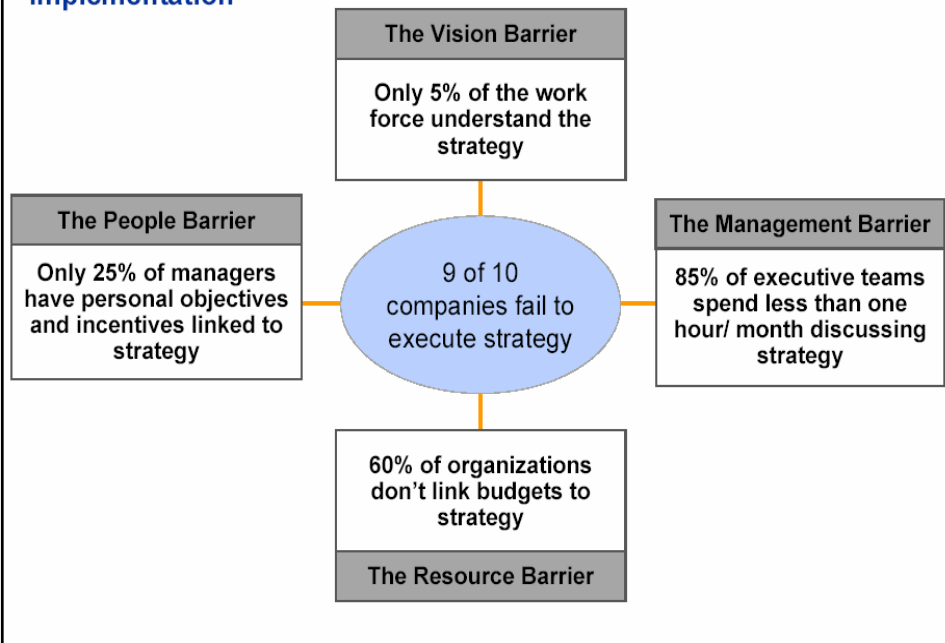 Implementation
The Vision Barrier
Only 5% of the work
force understand the
strategy
The People Barrier
Only 25% of managers
have personal objectives
and incentives linked to
strategy
9 of 10
companies fail to
execute strategy
The Management Barrier
85% of executive teams
spend less than one
hour/ month discussing
strategy
60% of organizations
don’t link budgets to
strategy
The Resource Barrier